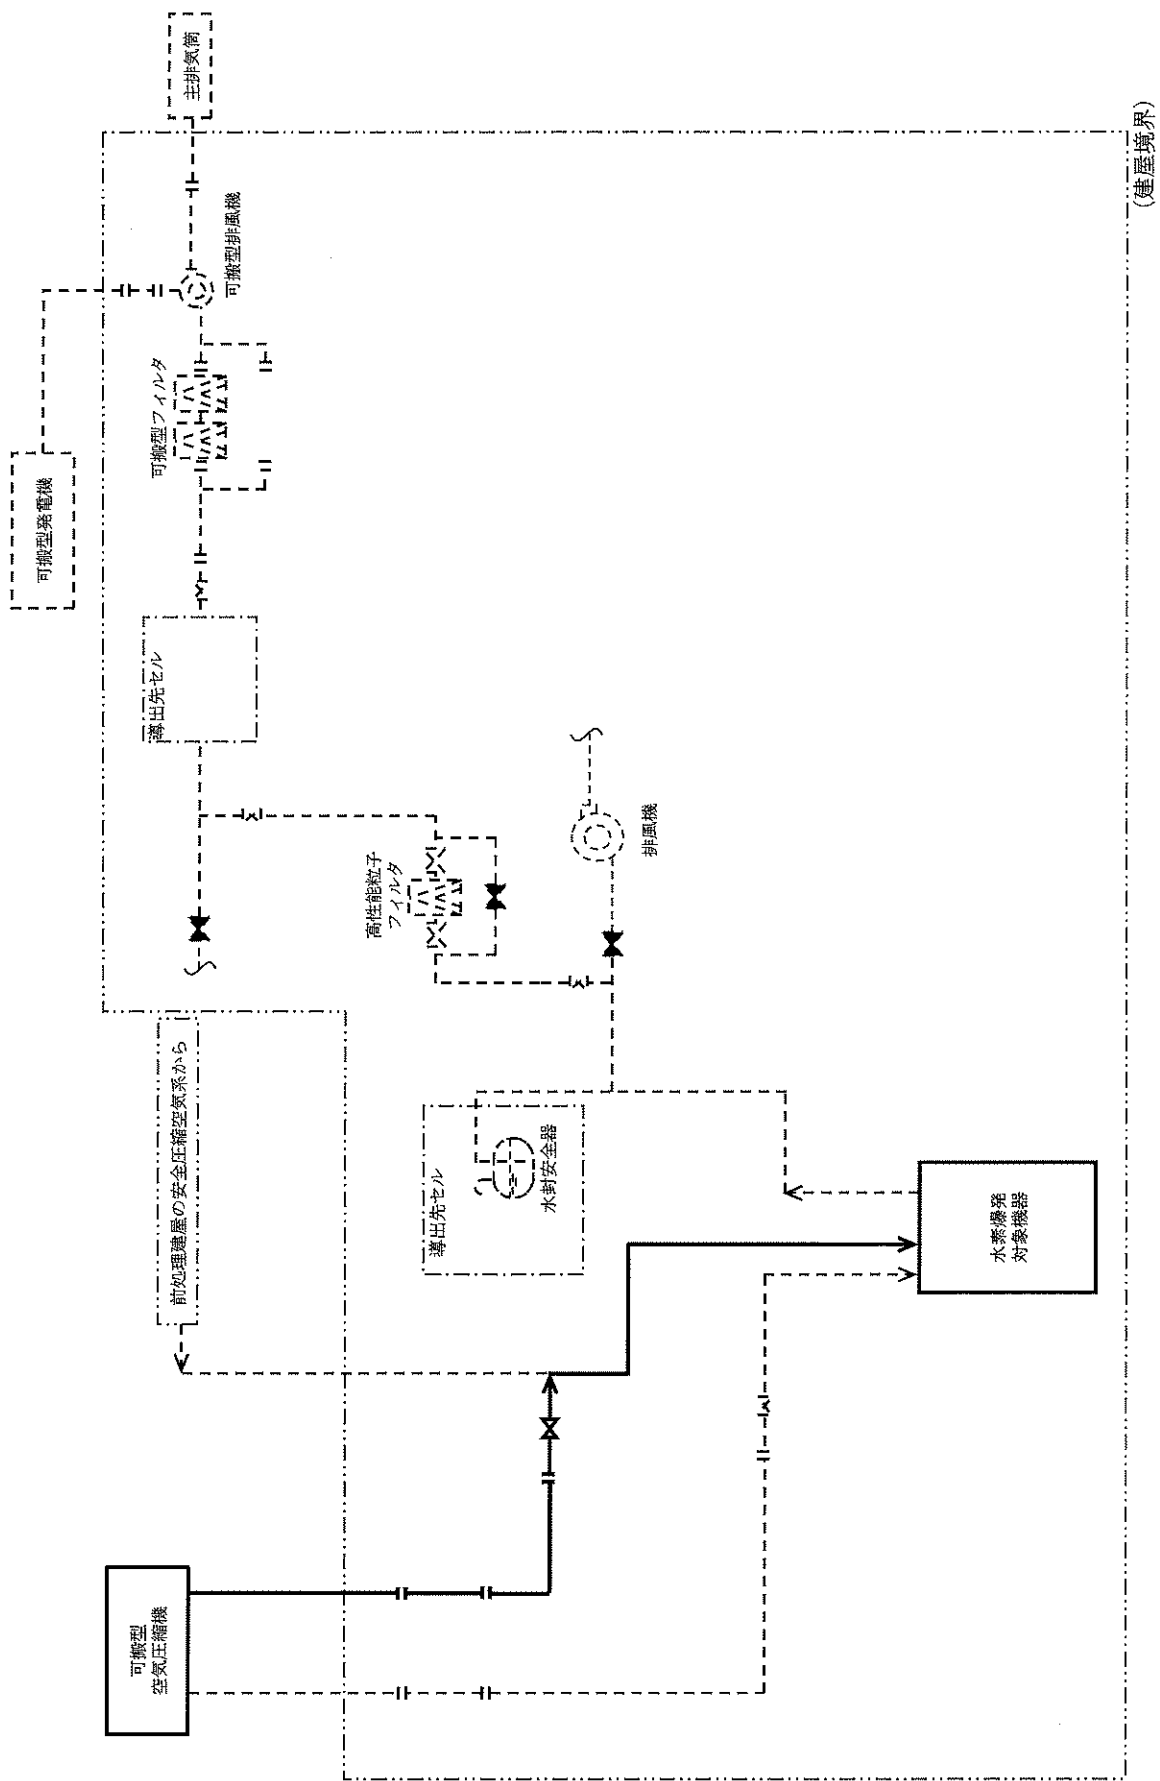 主排気筒
(建屋境界)
可搬型排風機
可搬型フィルタ
可搬型発電機
導出先セル
排風機
高性能粒子
フィルタ
前処理建屋の安全圧縮空気系から
水封安全器
導出先セル
水素爆発
対象機器
可搬型
空気圧縮機